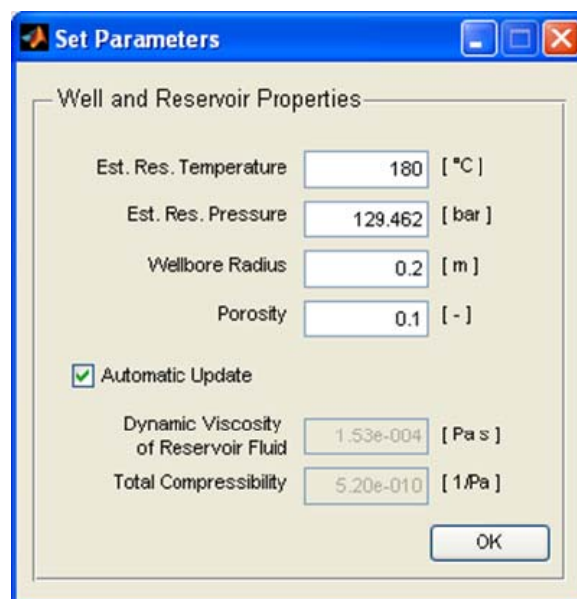 Set Parameters
Well and Reservoir Properties
Est. Res. Temperature 180 [ °C ]
Est. Res. Pressure 129.462 [ bar ]
Wellbore Radius 0.2 [ m ]
Porosity 0.1 [ - ]
Automatic Update
Dynamic Viscosity
of Reservoir Fluid 1.53e-004 [ Pa s ]
Total Compressibility 5.20e-010 [ 1/Pa ]
OK